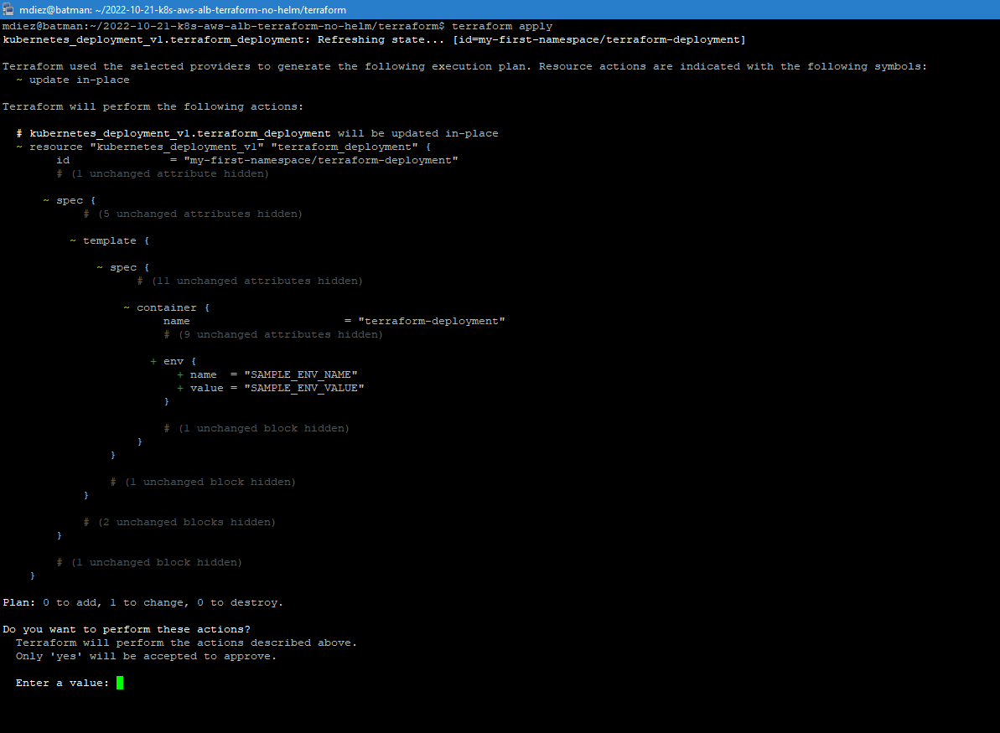 mdiez@batman: ~/2022-10-21-k8s-aws-alb-terraform-no-helm/terraform
mdiez@batman:~/2022-10-21-k8s-aws-alb-terraform-no-helm/terraform$ terraform apply
kubernetes_deployment_v1.terraform_deployment: Refreshing state... [id=my-first-namespace/terraform-deployment]
Terraform used the selected providers to generate the following execution plan. Resource actions are indicated with the following symbols:
~ update in-place
Terraform will perform the following actions:
# kubernetes_deployment_v1.terraform_deployment will be updated in-place
~ resource "kubernetes_deployment_v1" "terraform_deployment" {
id = "my-first-namespace/terraform-deployment"
# (1 unchanged attribute hidden)
~ spec {
# (5 unchanged attributes hidden)
~ template {
~ spec {
# (11 unchanged attributes hidden)
~ container {
name = "terraform-deployment"
# (9 unchanged attributes hidden)
+ env {
+ name = "SAMPLE_ENV_NAME"
+ value = "SAMPLE_ENV_VALUE"
}
# (1 unchanged block hidden)
}
}
# (1 unchanged block hidden)
}
# (2 unchanged blocks hidden)
}
# (1 unchanged block hidden)
}
Plan: 0 to add, 1 to change, 0 to destroy.
Do you want to perform these actions?
Terraform will perform the actions described above.
Only 'yes' will be accepted to approve.
Enter a value: